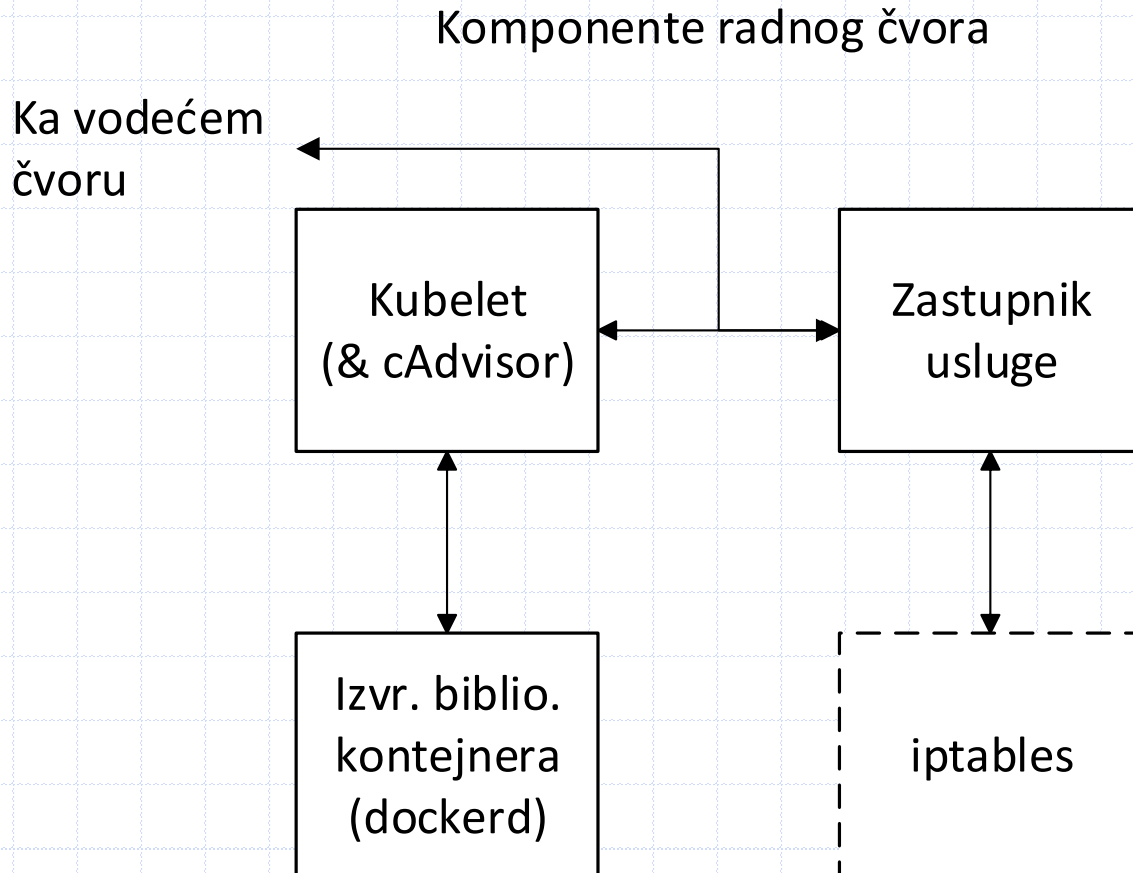 Komponente radnog čvora
Ka vodećem
čvoru
Kubelet
(& cAdvisor)
Zastupnik
usluge
Izvr. biblio.
kontejnera
(dockerd)
iptables